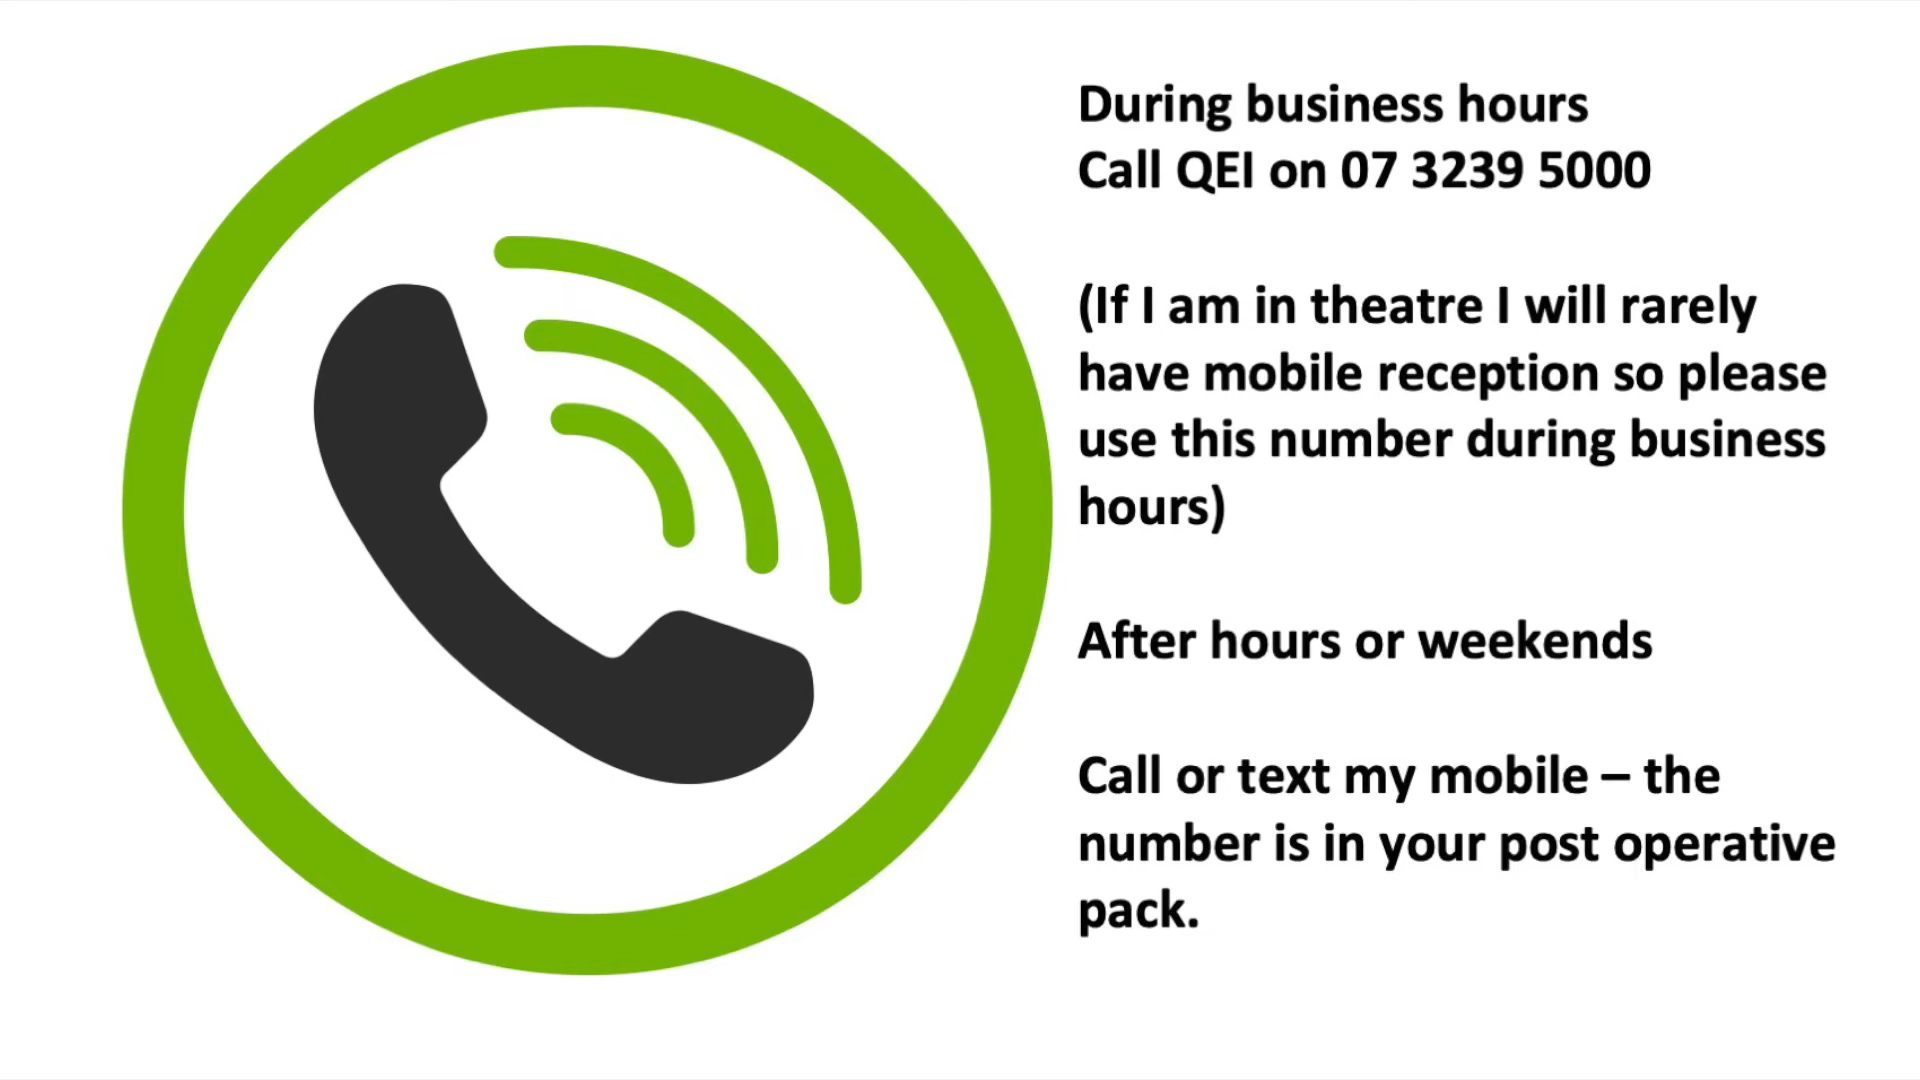 During business hours
Call QEI on 07 3239 5000
(If I am in theatre I will rarely
have mobile reception so please
use this number during business
hours)
After hours or weekends
Call or text my mobile – the
number is in your post operative
pack.